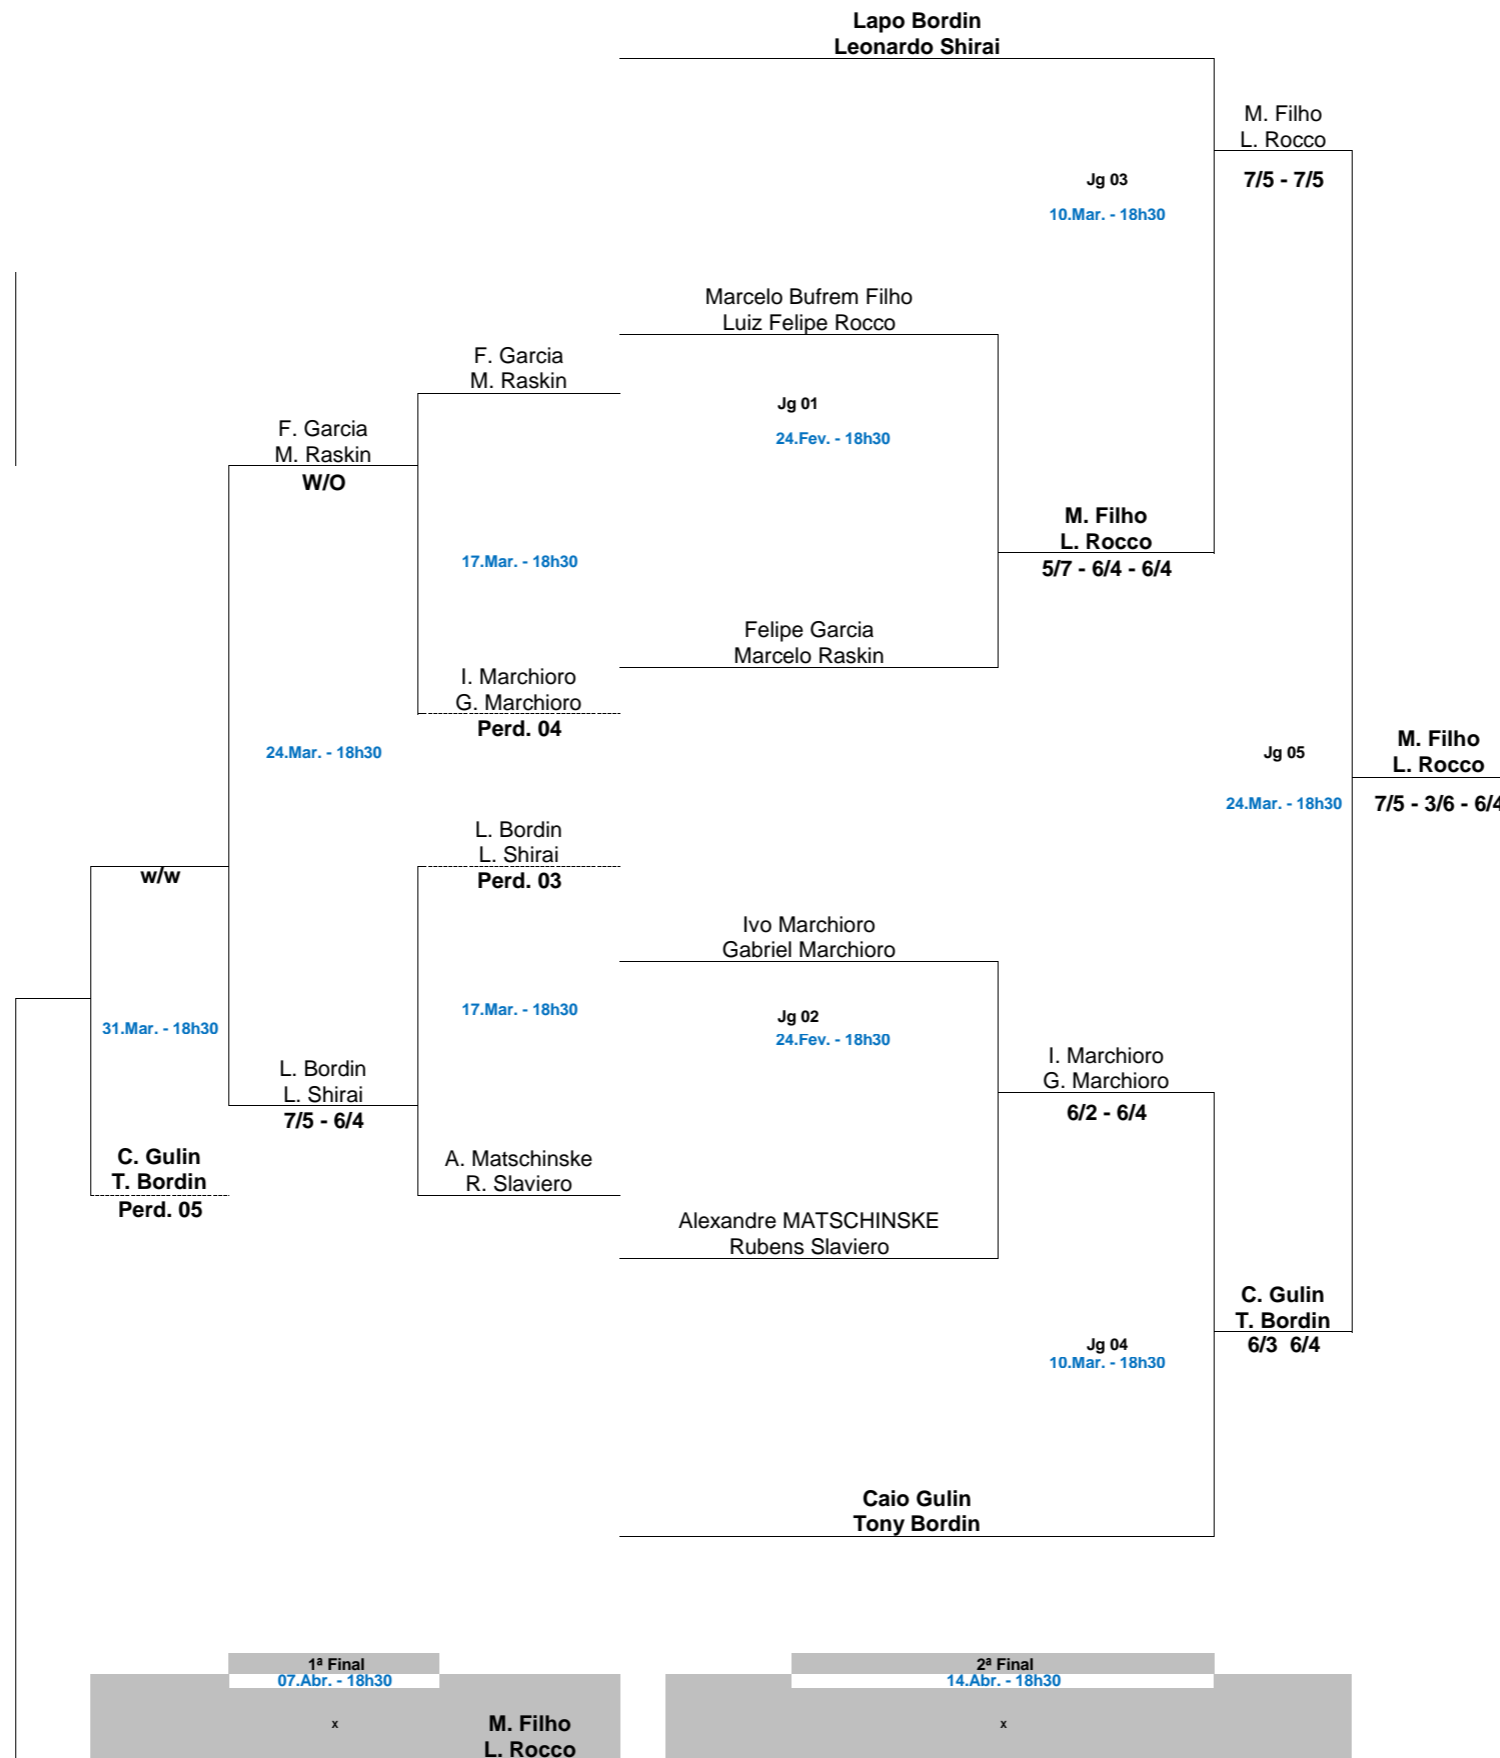 Lapo Bordin
Leonardo Shirai
M. Filho
L. Rocco
7/5 - 7/5
Jg 03
10.Mar. - 18h30
Marcelo Bufrem Filho
Luiz Felipe Rocco
F. Garcia
M. Raskin
Jg 01
24.Fev. - 18h30
F. Garcia
M. Raskin
W/O
M. Filho
L. Rocco
5/7 - 6/4 - 6/4
17.Mar. - 18h30
Felipe Garcia
Marcelo Raskin
I. Marchioro
G. Marchioro
Perd. 04
24.Mar. - 18h30
Jg 05
24.Mar. - 18h30
M. Filho
L. Rocco
7/5 - 3/6 - 6/4
L. Bordin
L. Shirai
Perd. 03
w/w
Ivo Marchioro
Gabriel Marchioro
17.Mar. - 18h30
Jg 02
24.Fev. - 18h30
31.Mar. - 18h30
L. Bordin
L. Shirai
7/5 - 6/4
I. Marchioro
G. Marchioro
6/2 - 6/4
C. Gulin
T. Bordin
Perd. 05
A. Matschinske
R. Slaviero
Alexandre MATSCHINSKE
Rubens Slaviero
C. Gulin
T. Bordin
6/3 6/4
Jg 04
10.Mar. - 18h30
Caio Gulin
Tony Bordin
1ª Final
07.Abr. - 18h30
x
M. Filho
L. Rocco
2ª Final
14.Abr. - 18h30
x